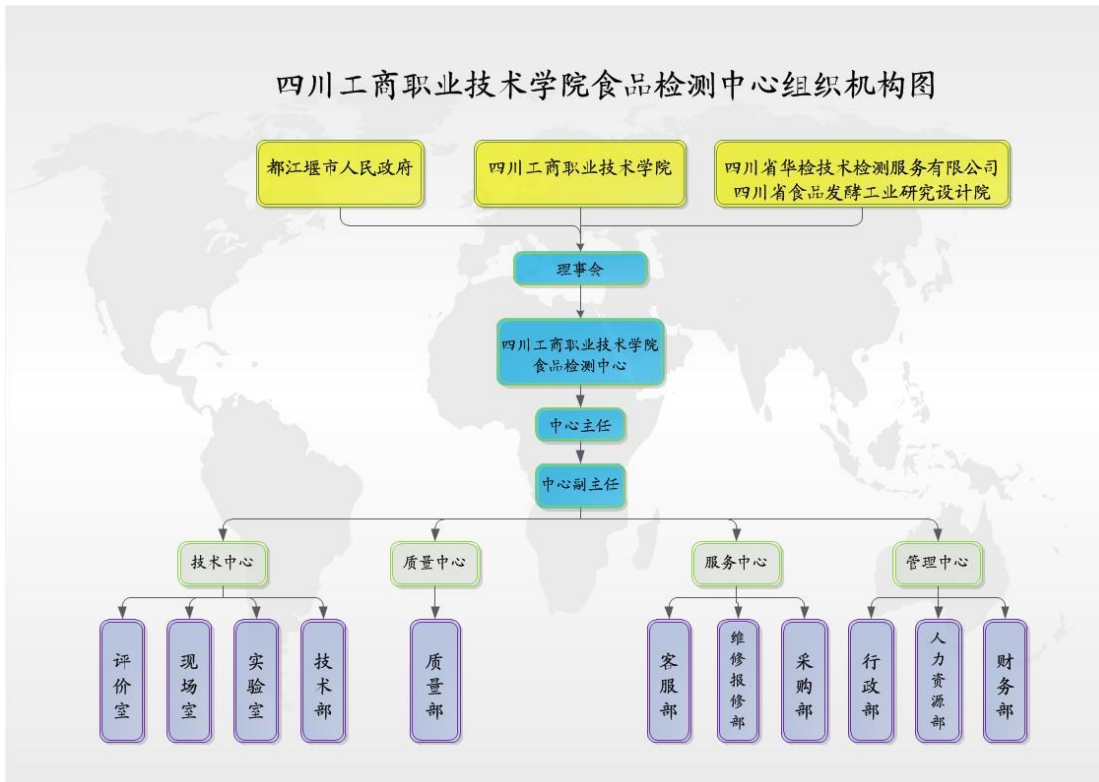 四川工商职业技术学院食品检测中心组织机构图
都江堰市人民政府
四川工商职业技术学院
四川省华检技术检测服务有限公司
四川省食品发酵工业研究设计院
理事会
四川工商职业技术学院
食品检测中心
中心主任
中心副主任
技术中心
质量中心
服务中心
管理中心
评价室
现场室
实验室
技术部
质量部
客服部
维修报修部
采购部
行政部
人力资源部
财务部